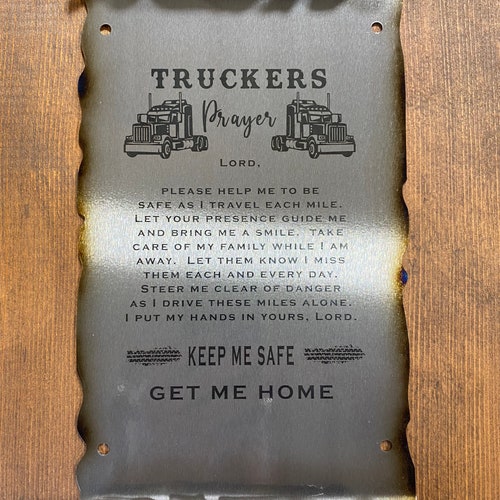 TRUCKERS
Prayer
LORD,
PLEASE HELP ME TO BE
SAFE AS I TRAVEL EACH MILE.
LET YOUR PRESENCE GUIDE ME
AND BRING ME A SMILE. TAKE
CARE OF MY FAMILY WHILE I AM
AWAY. LET THEM KNOW I MISS
THEM EACH AND EVERY DAY.
STEER ME CLEAR OF DANGER
AS I DRIVE THESE MILES ALONE.
I PUT MY HANDS IN YOURS, LORD.
KEEP ME SAFE
GET ME HOME